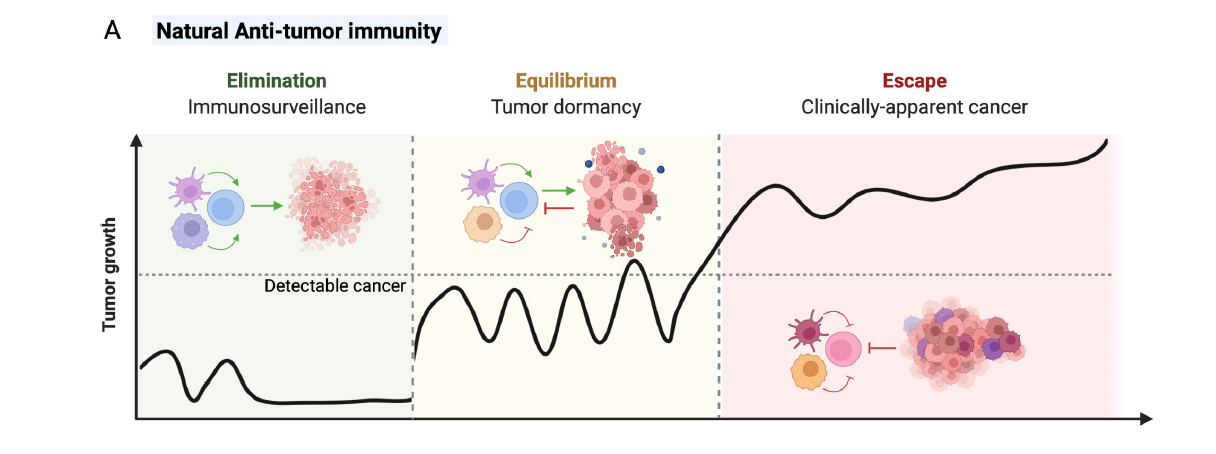 A
Natural Anti-tumor immunity
Elimination
Immunosurveillance
Equilibrium
Tumor dormancy
Escape
Clinically-apparent cancer
Tumor growth
Detectable cancer